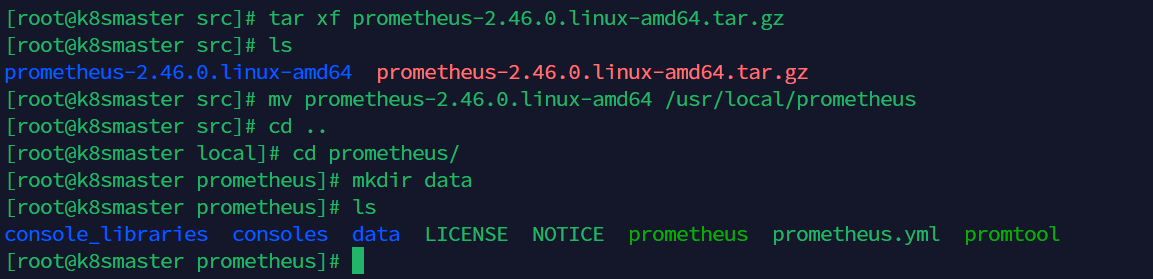 [root@k8smaster src]# tar xf prometheus-2.46.0.linux-amd64.tar.gz
[root@k8smaster src]# ls
prometheus-2.46.0.linux-amd64  prometheus-2.46.0.linux-amd64.tar.gz
[root@k8smaster src]# mv prometheus-2.46.0.linux-amd64 /usr/local/prometheus
[root@k8smaster src]# cd ..
[root@k8smaster local]# cd prometheus/
[root@k8smaster prometheus]# mkdir data
[root@k8smaster prometheus]# ls
console_libraries  consoles  data  LICENSE  NOTICE  prometheus  prometheus.yml  promtool
[root@k8smaster prometheus]#